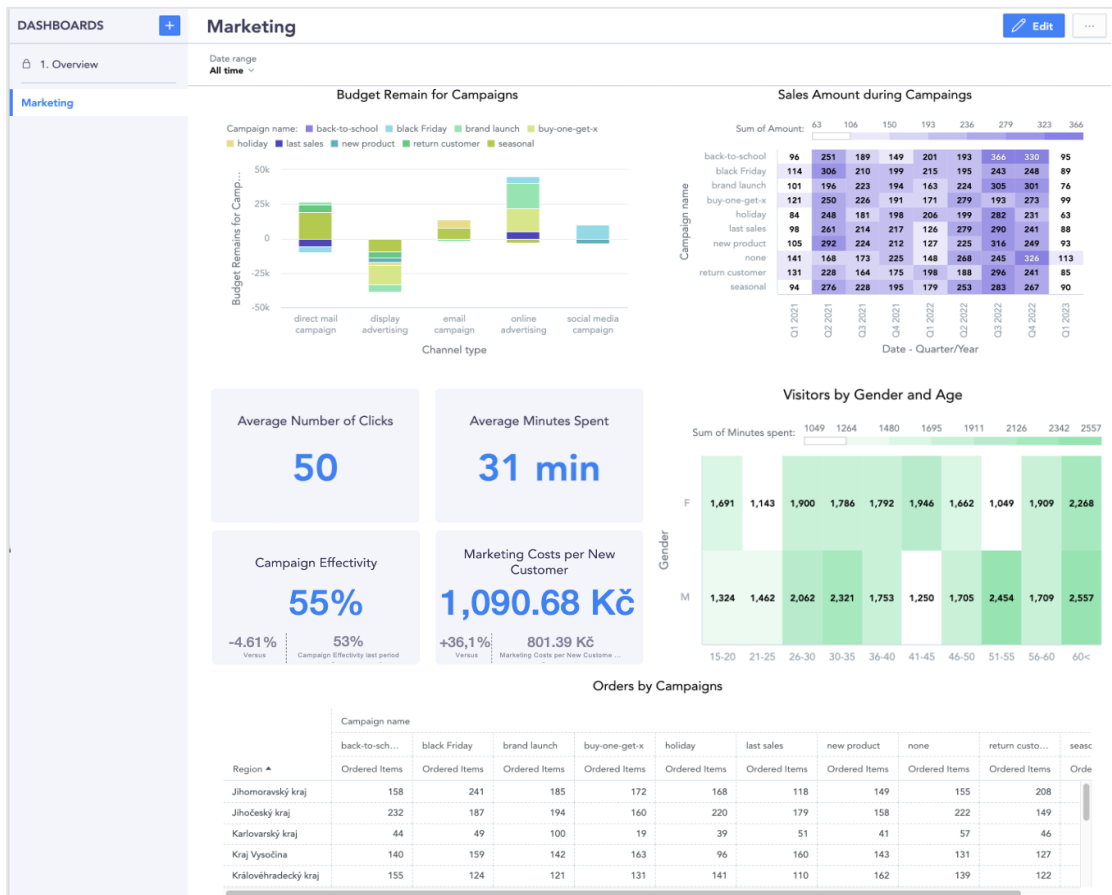 DASHBOARDS
+
Marketing
Edit
...
1. Overview
Marketing
Date range
All time
Budget Remain for Campaigns
Campaign name: back-to-school black Friday brand launch buy-one-get-x
holiday last sales new product return customer seasonal
Budget Remains for Camp...
50k
25k
0
-25k
-50k
direct mail campaign
display advertising
email campaign
online advertising
social media campaign
Channel type
Sales Amount during Campaings
Sum of Amount: 63 106 150 193 236 279 323 366
Campaign name
back-to-school 96 251 189 149 201 193 366 330 95
black Friday 114 306 210 199 215 195 243 248 89
brand launch 101 196 223 194 163 224 305 301 76
buy-one-get-x 121 250 226 191 171 279 193 273 99
holiday 84 248 181 198 206 199 282 231 63
last sales 98 261 214 217 126 279 290 241 88
new product 105 292 224 212 127 225 316 249 93
none 141 168 173 225 148 268 245 326 113
return customer 131 228 164 175 198 188 296 241 85
seasonal 94 276 228 195 179 253 283 267 90
Q1 2021 Q2 2021 Q3 2021 Q4 2021 Q1 2022 Q2 2022 Q3 2022 Q4 2022 Q1 2023
Date - Quarter/Year
Average Number of Clicks
50
Average Minutes Spent
31 min
Campaign Effectivity
55%
-4.61%
Versus
53%
Campaign Effectivity last period
Marketing Costs per New
Customer
1,090.68 Kč
+36,1%
Versus
801.39 Kč
Marketing Costs per New Custome ...
Visitors by Gender and Age
Sum of Minutes spent: 1049 1264 1480 1695 1911 2126 2342 2557
Gender
F 1,691 1,143 1,900 1,786 1,792 1,946 1,662 1,049 1,909 2,268
M 1,324 1,462 2,062 2,321 1,753 1,250 1,705 2,454 1,709 2,557
15-20 21-25 26-30 30-35 36-40 41-45 46-50 51-55 56-60 60<
Orders by Campaigns
Campaign name
back-to-sch... black Friday brand launch buy-one-get-x holiday last sales new product none return custo... seasc
Region Ordered Items Ordered Items Ordered Items Ordered Items Ordered Items Ordered Items Ordered Items Ordered Items Ordered Items Orde
Jihomoravský kraj 158 241 185 172 168 118 149 155 208
Jihočeský kraj 232 187 194 160 220 179 158 222 149
Karlovarský kraj 44 49 100 19 39 51 41 57 46
Kraj Vysočina 140 159 142 163 96 160 143 131 127
Královéhradecký kraj 155 124 121 131 141 110 162 139 122